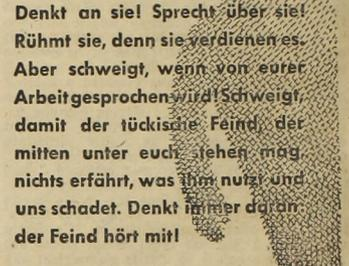 Denkt an sie! Sprecht über sie!
Rühmt sie, denn sie verdienen es.
Aber schweigt, wenn von eurer
Arbeit gesprochen wird! Schweigt,
damit der tückische Feind, der
mitten unter euch stehen mag,
nichts erfährt, was ihm nutzt und
uns schadet. Denkt immer daran:
der Feind hört mit!